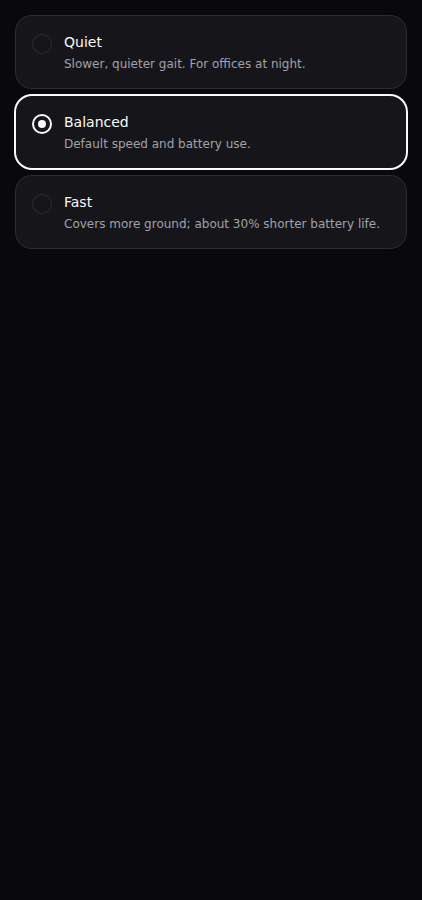 Quiet
Slower, quieter gait. For offices at night.
Balanced
Default speed and battery use.
Fast
Covers more ground; about 30% shorter battery life.